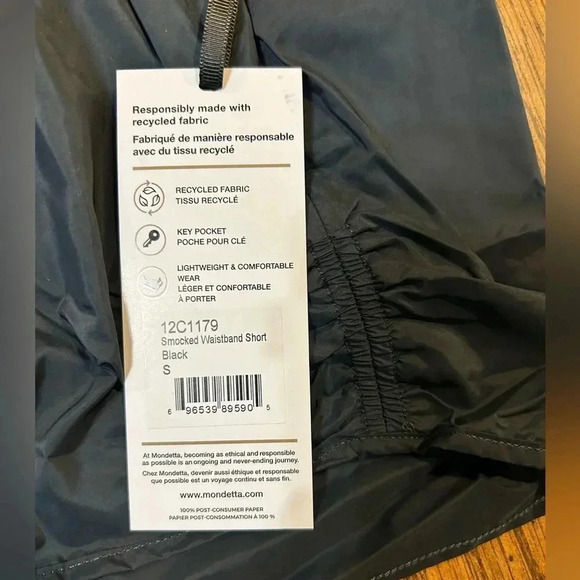 Responsibly made with
recycled fabric
Fabriqué de manière responsable
avec du tissu recyclé
RECYCLED FABRIC
TISSU RECYCLÉ
KEY POCKET
POCHE POUR CLÉ
LIGHTWEIGHT & COMFORTABLE
WEAR
LÉGER ET CONFORTABLE
À PORTER
12C1179
Smocked Waistband Short
Black
S
6 96539 89590 5
At Mondetta, becoming as ethical and responsible
as possible is an ongoing and never-ending journey.
Chez Mondetta, devenir aussi éthique et responsable
que possible est un voyage continu et sans fin.
www.mondetta.com
100% POST-CONSUMER PAPER
PAPIER POST-CONSOMMATION À 100 %